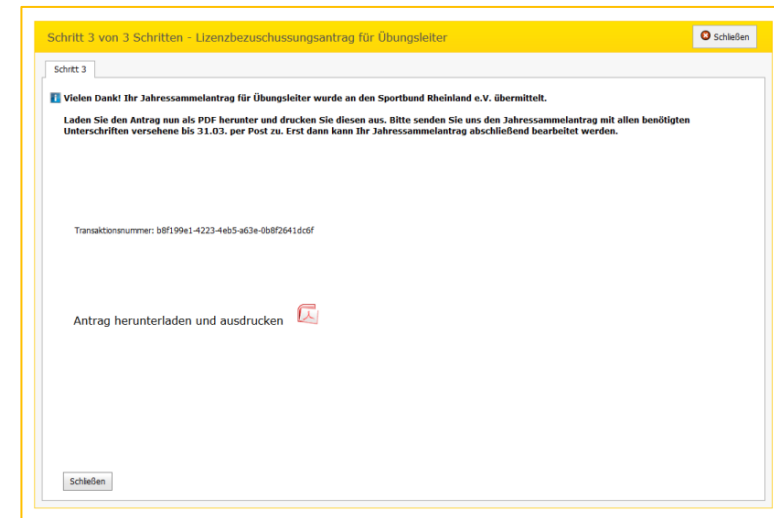 Schritt 3 von 3 Schritten - Lizenzbezuschussungsantrag für Übungsleiter
Schließen
Schritt 3
Vielen Dank! Ihr Jahressammelantrag für Übungsleiter wurde an den Sportbund Rheinland e.V. übermittelt.
Laden Sie den Antrag nun als PDF herunter und drucken Sie diesen aus. Bitte senden Sie uns den Jahressammelantrag mit allen benötigten
Unterschriften versehene bis 31.03. per Post zu. Erst dann kann Ihr Jahressammelantrag abschließend bearbeitet werden.
Transaktionsnummer: b8f199e1-4223-4eb5-a63e-0b8f2641dc6f
Antrag herunterladen und ausdrucken
Schließen